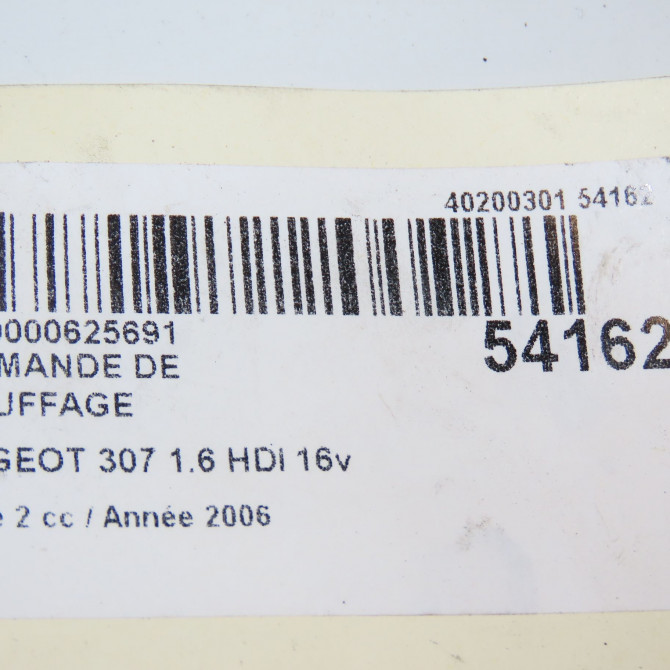 40200301 54162
0000625691
54162
MANDE DE
UFFAGE
GEOT 307 1.6 HDI 16v
e 2 cc / Année 2006